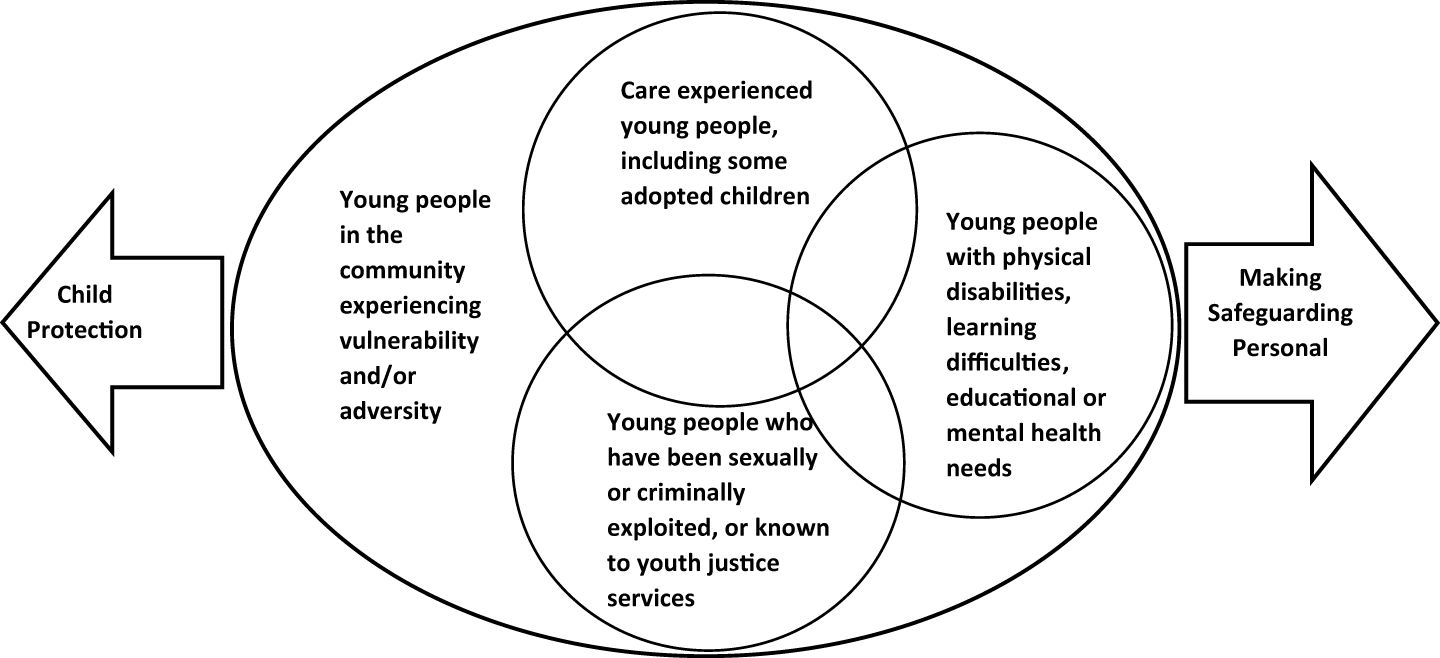 Child
Protection
Young people
in the
community
experiencing
vulnerability
and/or
adversity
Care experienced
young people,
including some
adopted children
Young people who
have been sexually
or criminally
exploited, or known
to youth justice
services
Young people
with physical
disabilities,
learning
difficulties,
educational or
mental health
needs
Making
Safeguarding
Personal